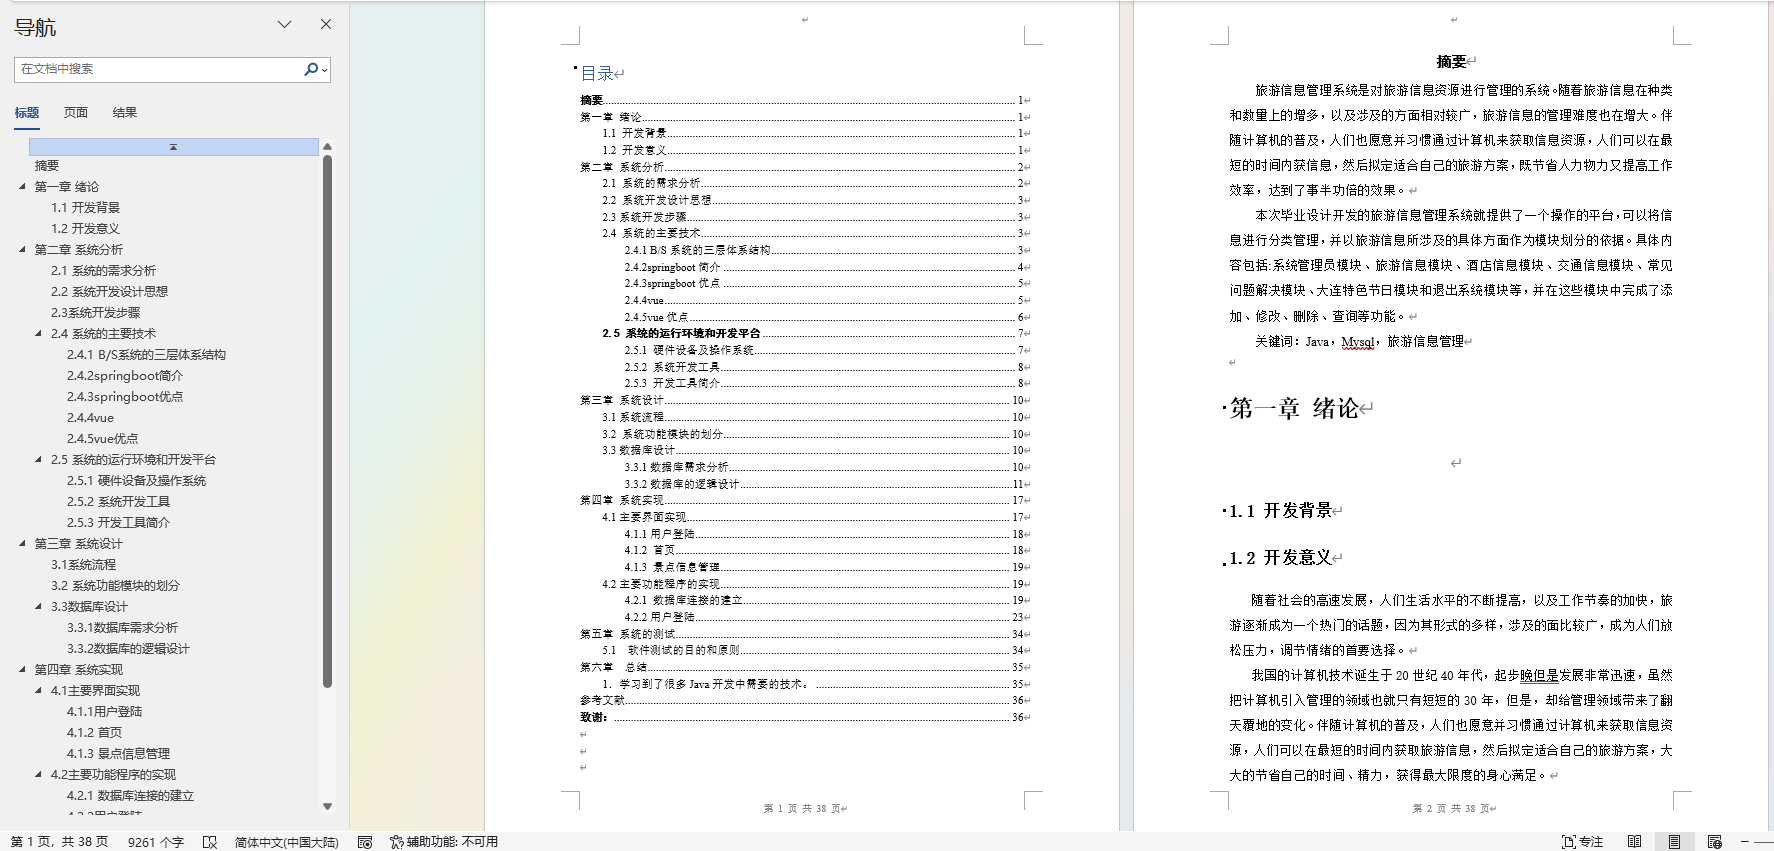 导航
在文档中搜索
标题 页面 结果
摘要
第一章 绪论
1.1 开发背景
1.2 开发意义
第二章 系统分析
2.1 系统的需求分析
2.2 系统开发设计思想
2.3系统开发步骤
2.4 系统的主要技术
2.4.1 B/S系统的三层体系结构
2.4.2springboot简介
2.4.3springboot优点
2.4.4vue
2.4.5vue优点
2.5 系统的运行环境和开发平台
2.5.1 硬件设备及操作系统
2.5.2 系统开发工具
2.5.3 开发工具简介
第三章 系统设计
3.1系统流程
3.2 系统功能模块的划分
3.3数据库设计
3.3.1数据库需求分析
3.3.2数据库的逻辑设计
第四章 系统实现
4.1主要界面实现
4.1.1用户登陆
4.1.2 首页
4.1.3 景点信息管理
4.2主要功能程序的实现
4.2.1 数据库连接的建立
4.2.2用户登陆
目录
摘要 1
第一章 绪论 1
1.1 开发背景 1
1.2 开发意义 1
第二章 系统分析 2
2.1 系统的需求分析 2
2.2 系统开发设计思想 3
2.3 系统开发步骤 3
2.4 系统的主要技术 3
2.4.1 B/S 系统的三层体系结构 3
2.4.2springboot 简介 4
2.4.3springboot 优点 5
2.4.4vue 5
2.4.5vue 优点 6
2.5 系统的运行环境和开发平台 7
2.5.1 硬件设备及操作系统 7
2.5.2 系统开发工具 8
2.5.3 开发工具简介 8
第三章 系统设计 10
3.1 系统流程 10
3.2 系统功能模块的划分 10
3.3 数据库设计 10
3.3.1 数据库需求分析 10
3.3.2 数据库的逻辑设计 11
第四章 系统实现 17
4.1 主要界面实现 17
4.1.1 用户登陆 18
4.1.2 首页 18
4.1.3 景点信息管理 19
4.2 主要功能程序的实现 19
4.2.1 数据库连接的建立 19
4.2.2 用户登陆 23
第五章 系统的测试 34
5.1 软件测试的目的和原则 34
第六章 总结 35
1．学习到了很多 Java 开发中需要的技术。 35
参考文献 36
致谢： 36
第 1 页 共 38 页
摘要
旅游信息管理系统是对旅游信息资源进行管理的系统。随着旅游信息在种类
和数量上的增多，以及涉及的方面相对较广，旅游信息的管理难度也在增大。伴
随计算机的普及，人们也愿意并习惯通过计算机来获取信息资源，人们可以在最
短的时间内获信息，然后拟定适合自己的旅游方案，既节省人力物力又提高工作
效率，达到了事半功倍的效果。
本次毕业设计开发的旅游信息管理系统就提供了一个操作的平台，可以将信
息进行分类管理，并以旅游信息所涉及的具体方面作为模块划分的依据。具体内
容包括:系统管理员模块、旅游信息模块、酒店信息模块、交通信息模块、常见
问题解决模块、大连特色节日模块和退出系统模块等，并在这些模块中完成了添
加、修改、删除、查询等功能。
关键词：Java，Mysql，旅游信息管理
第一章 绪论
1.1 开发背景
1.2 开发意义
随着社会的高速发展，人们生活水平的不断提高，以及工作节奏的加快，旅
游逐渐成为一个热门的话题，因为其形式的多样，涉及的面比较广，成为人们放
松压力，调节情绪的首要选择。
我国的计算机技术诞生于 20 世纪 40 年代，起步晚但是发展非常迅速，虽然
把计算机引入管理的领域也就只有短短的 30 年，但是，却给管理领域带来了翻
天覆地的变化。伴随计算机的普及，人们也愿意并习惯通过计算机来获取信息资
源，人们可以在最短的时间内获取旅游信息，然后拟定适合自己的旅游方案，大
大的节省自己的时间、精力，获得最大限度的身心满足。
第 2 页 共 38 页
第 1 页，共 38 页 9261 个字 简体中文(中国大陆) 辅助功能: 不可用 专注